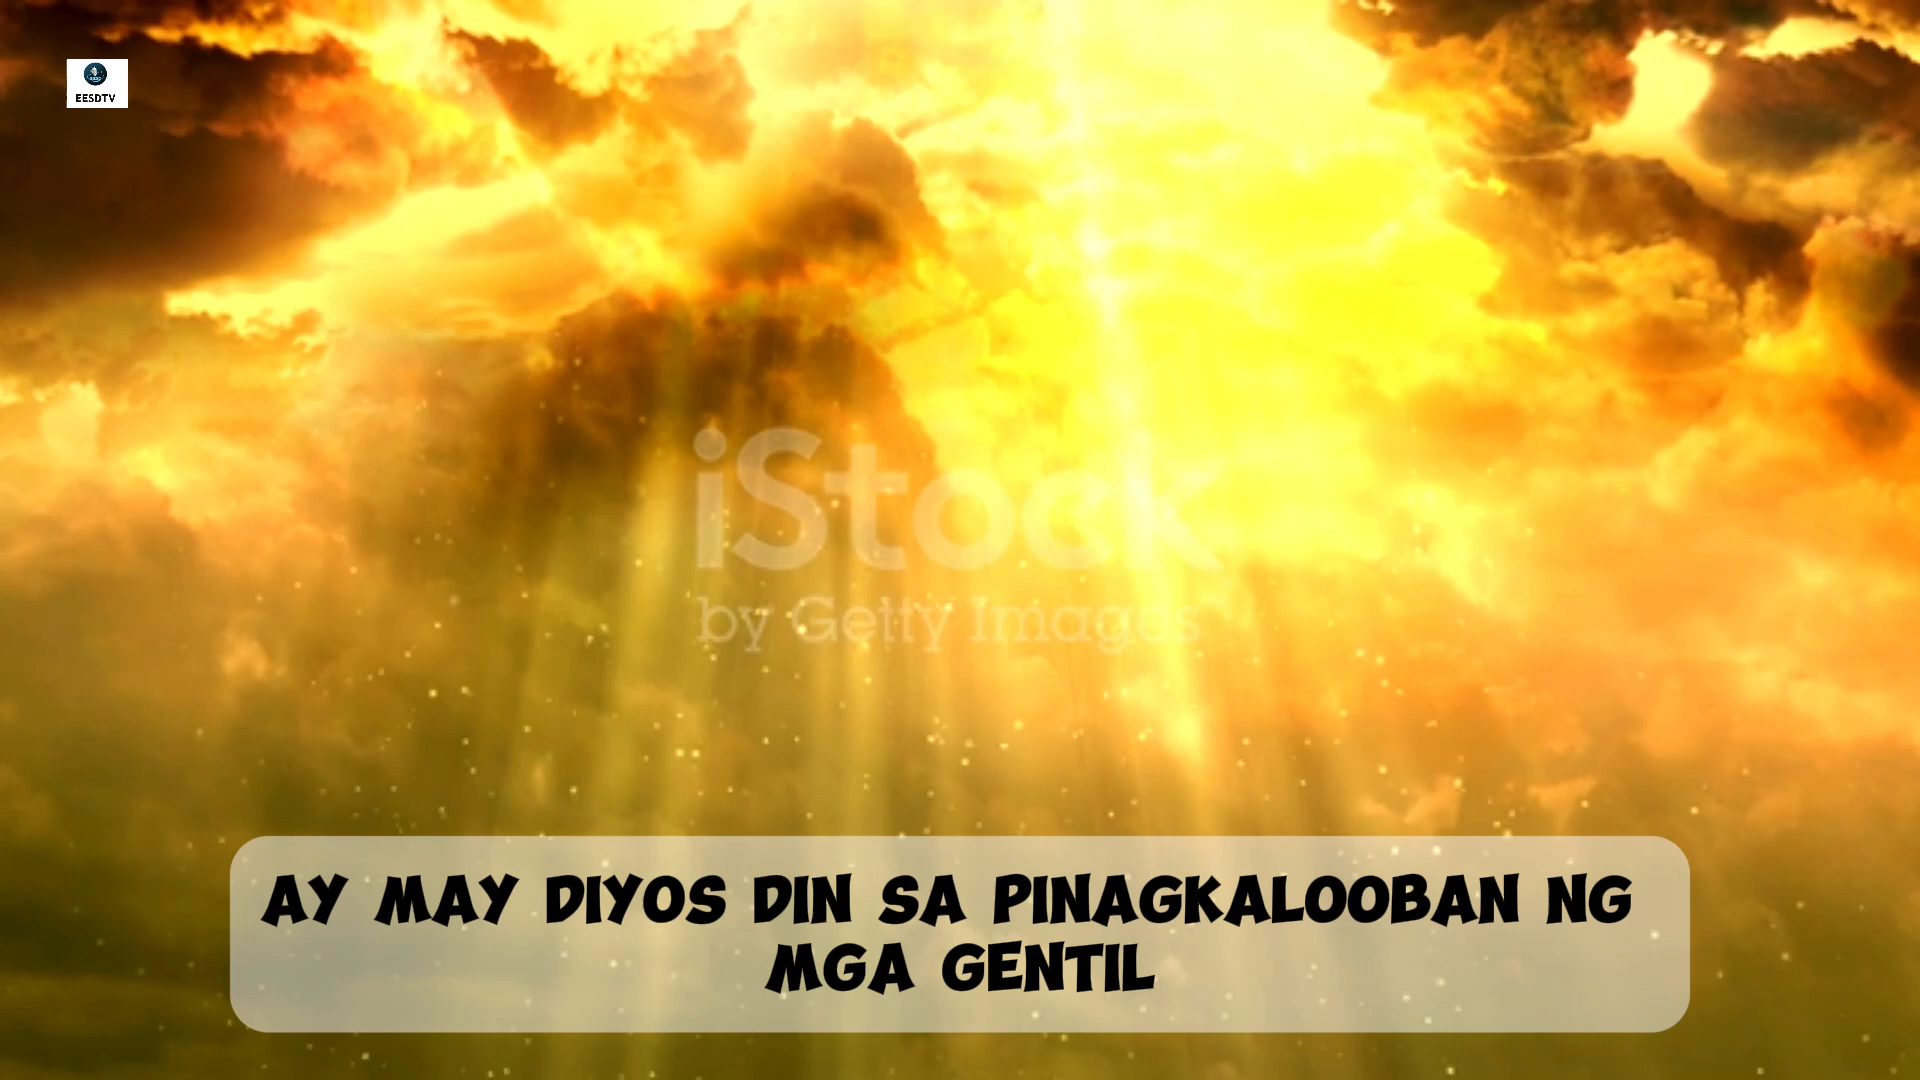 EESDTV
iStock
by Getty Images
AY MAY DIYOS DIN SA PINAGKALOOBAN NG
MGA GENTIL